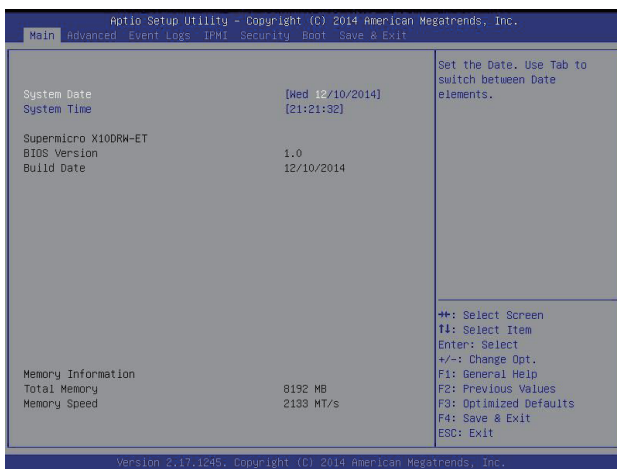 Aptio Setup Utility – Copyright (C) 2014 American Megatrends, Inc.
Main Advanced Event Logs IPMI Security Boot Save & Exit
Set the Date. Use Tab to
switch between Date
elements.
System Date [Wed 12/10/2014]
System Time [21:21:32]
Supermicro X10DRW-ET
BIOS Version 1.0
Build Date 12/10/2014
Memory Information
Total Memory 8192 MB
Memory Speed 2133 MT/s
→←: Select Screen
↑↓: Select Item
Enter: Select
+/-: Change Opt.
F1: General Help
F2: Previous Values
F3: Optimized Defaults
F4: Save & Exit
ESC: Exit
Version 2.17.1245. Copyright (C) 2014 American Megatrends, Inc.